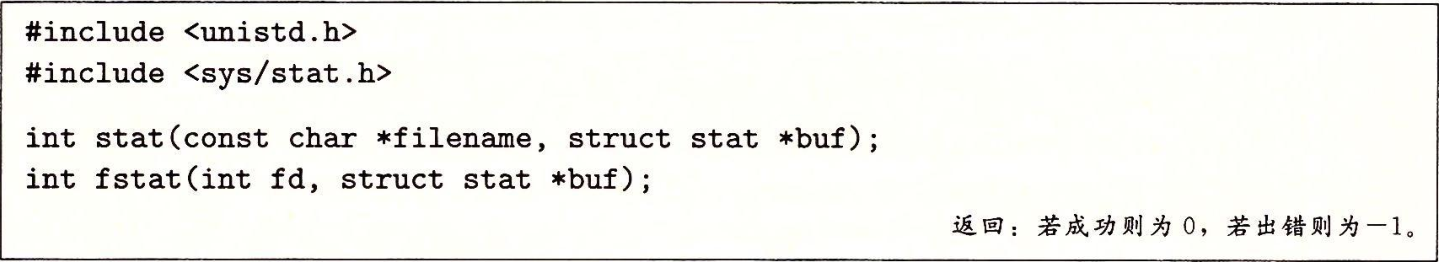 #include <unistd.h>
#include <sys/stat.h>
int stat(const char *filename, struct stat *buf);
int fstat(int fd, struct stat *buf);
返回：若成功则为 0，若出错则为－1。